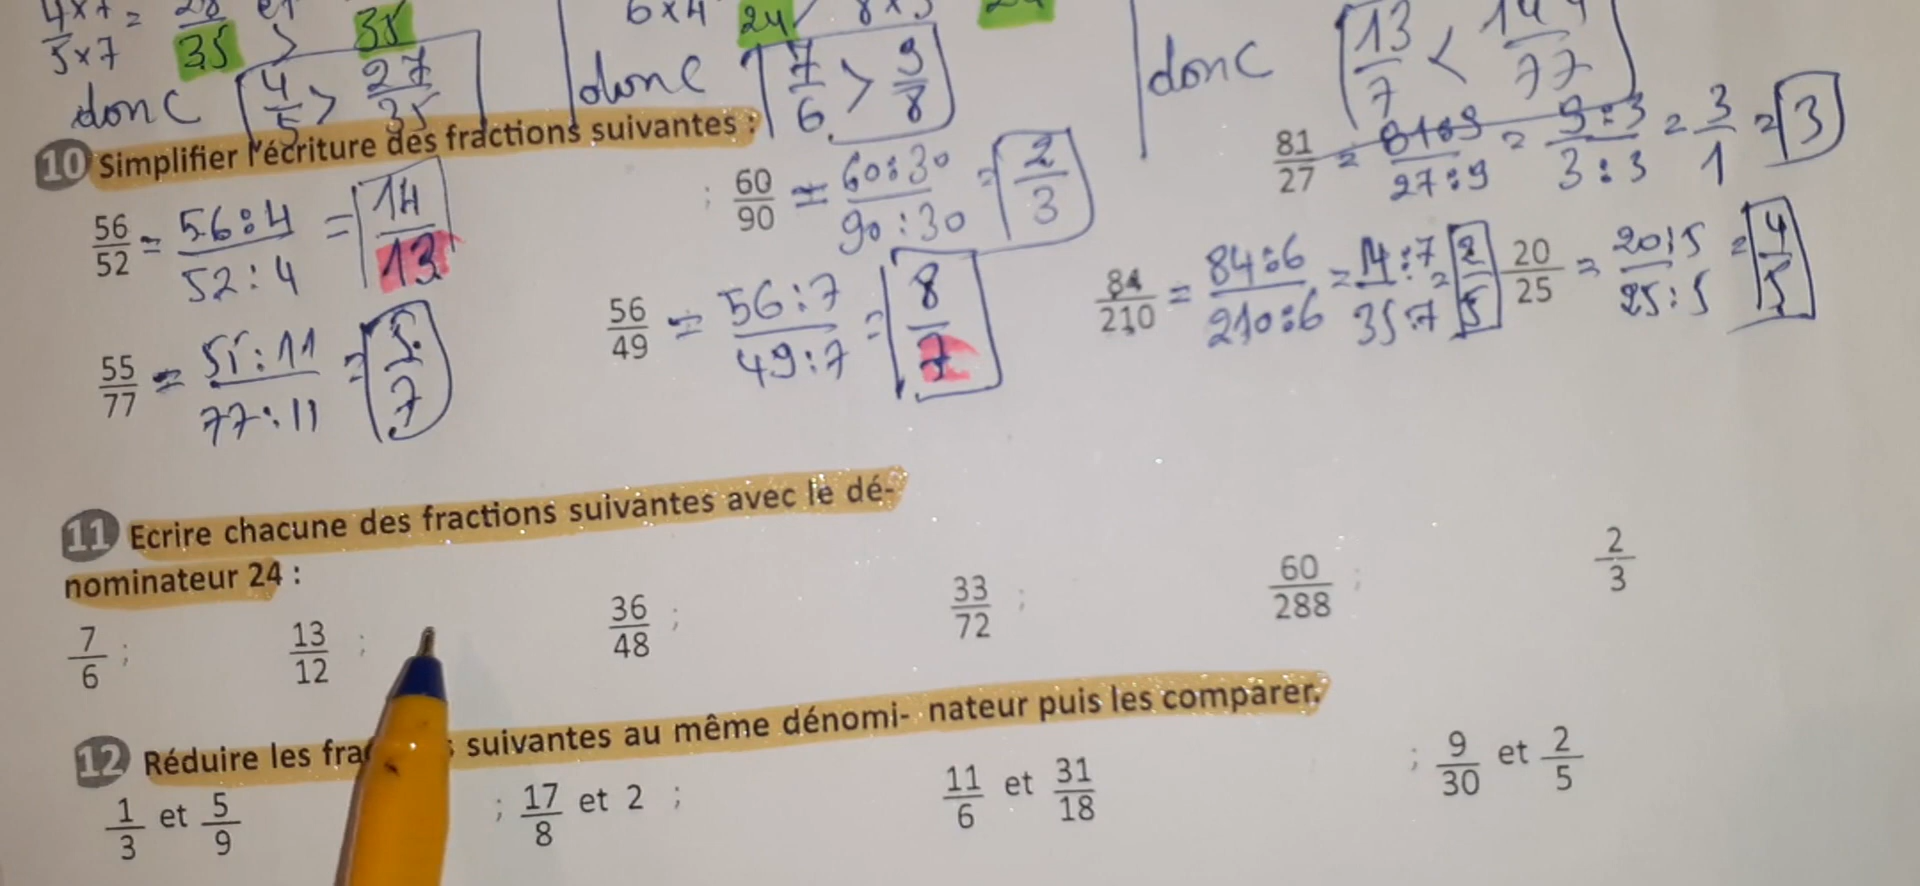 4×7/5×7 = 28/35 et > 35
6×4 24 8×3
donc 4/5 > 27/35
donc 7/6 > 9/8
donc 13/7 <
10 Simplifier l'écriture des fractions suivantes :
56/52 = 56:4/52:4 = 14/13
; 60/90 = 60:30/90:30 = 2/3
81/27 = 81:9/27:9 = 9:3/3:3 = 3/1 = 3
55/77 = 55:11/77:11 = 5/7
56/49 = 56:7/49:7 = 8/7
84/210 = 84:6/210:6 = 14:7/35:7 = 2/5
20/25 = 20:5/25:5 = 4/5
11 Ecrire chacune des fractions suivantes avec le dé-
nominateur 24 :
7/6 ; 13/12 ; 36/48 ; 33/72 ; 60/288 ; 2/3
12 Réduire les fra suivantes au même dénomi- nateur puis les comparer.
1/3 et 5/9 ; 17/8 et 2 ; 11/6 et 31/18 ; 9/30 et 2/5